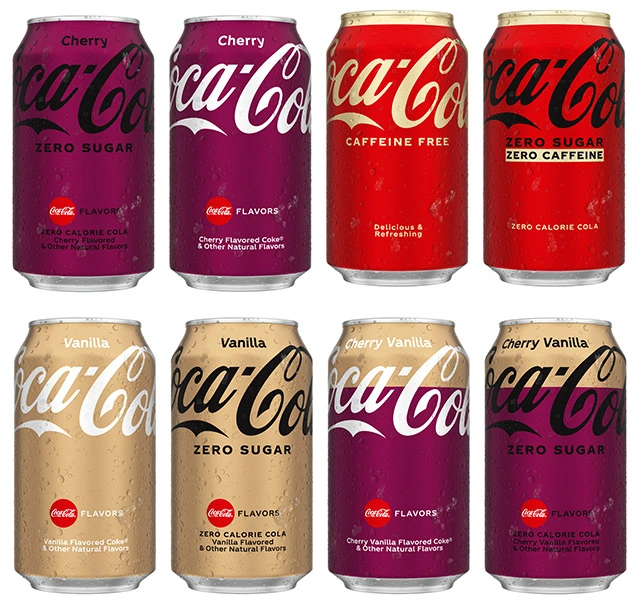 Cherry
Coca-Cola
ZERO SUGAR
Coca-Cola FLAVORS
ZERO CALORIE COLA
Cherry Flavored
& Other Natural Flavors
Cherry
Coca-Cola
Coca-Cola FLAVORS
Cherry Flavored Coke®
& Other Natural Flavors
Coca-Cola
CAFFEINE FREE
Delicious &
Refreshing
Coca-Cola
ZERO SUGAR
ZERO CAFFEINE
ZERO CALORIE COLA
Vanilla
Coca-Cola
Coca-Cola FLAVORS
Vanilla Flavored Coke®
& Other Natural Flavors
Vanilla
Coca-Cola
ZERO SUGAR
Coca-Cola FLAVORS
ZERO CALORIE COLA
Vanilla Flavored
& Other Natural Flavors
Cherry Vanilla
Coca-Cola
Coca-Cola FLAVORS
Cherry Vanilla Flavored Coke®
& Other Natural Flavors
Cherry Vanilla
Coca-Cola
ZERO SUGAR
Coca-Cola FLAVORS
ZERO CALORIE COLA
Cherry Vanilla Flavored
& Other Natural Flavors